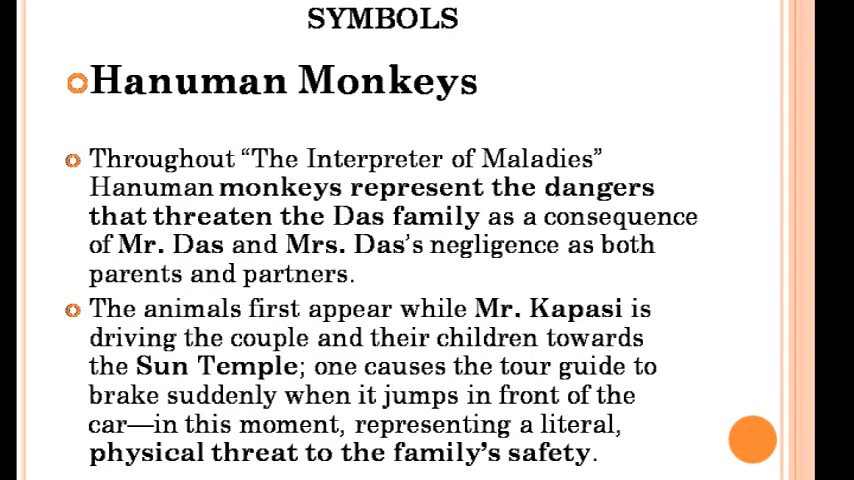 SYMBOLS
Hanuman Monkeys
Throughout “The Interpreter of Maladies”
Hanuman monkeys represent the dangers
that threaten the Das family as a consequence
of Mr. Das and Mrs. Das’s negligence as both
parents and partners.
The animals first appear while Mr. Kapasi is
driving the couple and their children towards
the Sun Temple; one causes the tour guide to
brake suddenly when it jumps in front of the
car—in this moment, representing a literal,
physical threat to the family’s safety.